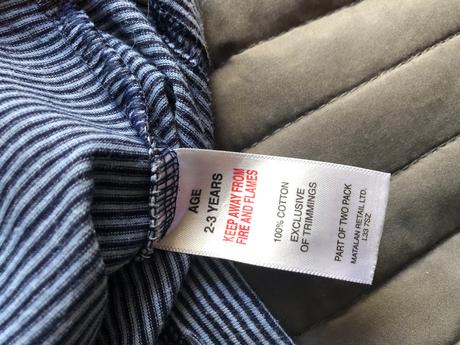 AGE
2-3 YEARS
KEEP AWAY FROM
FIRE AND FLAMES
100% COTTON
EXCLUSIVE
OF TRIMMINGS
PART OF TWO PACK
MATALAN RETAIL LTD.
L33 7SZ